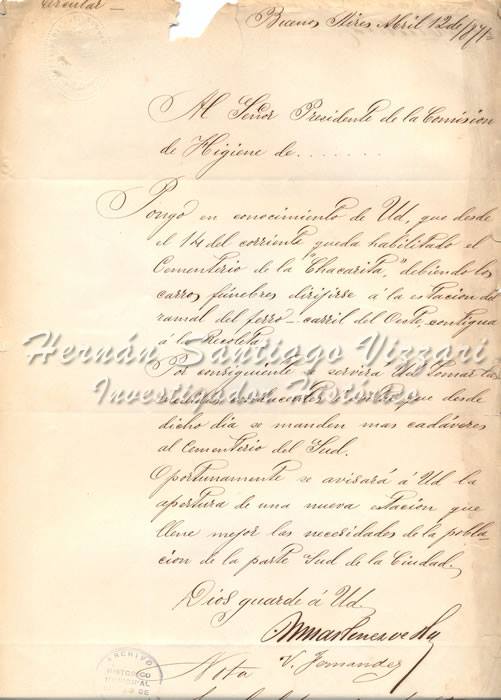 Circular
Buenos Aires Abril 12 de 1871
Al Señor Presidente de la Comision
de Higiene de . . . . . . .
Pongo en conocimiento de Ud, que desde
el 14 del corriente queda habilitado el
Cementerio de la "Chacarita", debiendo los
carros fúnebres dirijirse á la estacion del
ramal del ferro-carril del Oeste, contigua
á la Recoleta.
Hernán Santiago Vizzari
Por consiguiente se servirá Ud tomar las
Investigador Histórico
medidas conducentes que desde
dicho dia se manden mas cadáveres
al Cementerio del Sud.
Oportunamente se avisará á Ud la
apertura de una nueva estacion que
llene mejor las necesidades de la pobla-
cion de la parte Sud de la Ciudad.
Dios guarde á Ud.
V. Fernandez
Nota
ARCHIVO
HISTORICO
MUNICIPAL